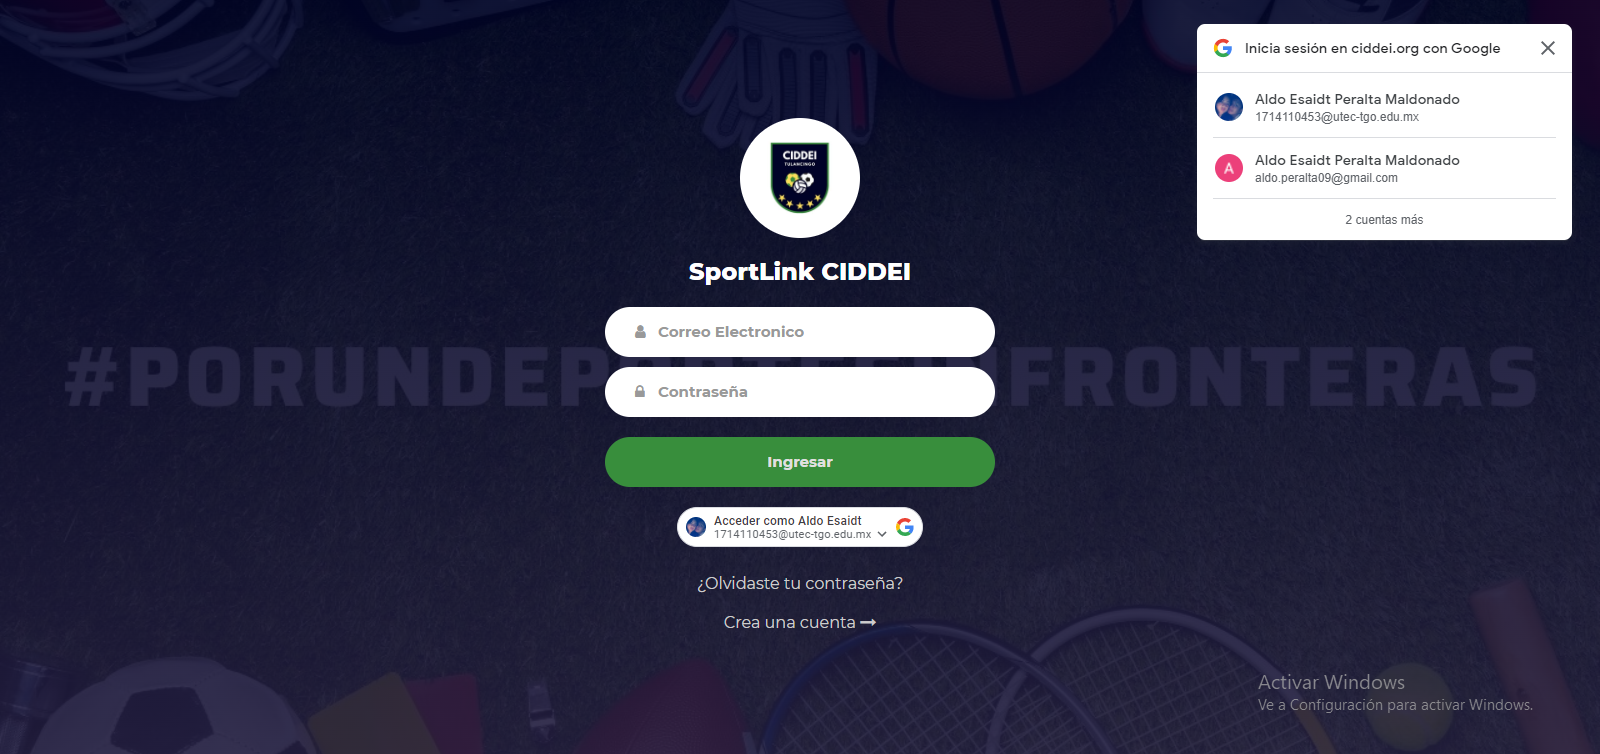 Inicia sesión en ciddei.org con Google
Aldo Esaidt Peralta Maldonado
1714110453@utec-tgo.edu.mx
A
Aldo Esaidt Peralta Maldonado
aldo.peralta09@gmail.com
2 cuentas más
CIDDEI
TULANCINGO
SportLink CIDDEI
Correo Electronico
#PORUNDEPORTESINFRONTERAS
Contraseña
Ingresar
Acceder como Aldo Esaidt
1714110453@utec-tgo.edu.mx
¿Olvidaste tu contraseña?
Crea una cuenta
Activar Windows
Ve a Configuración para activar Windows.